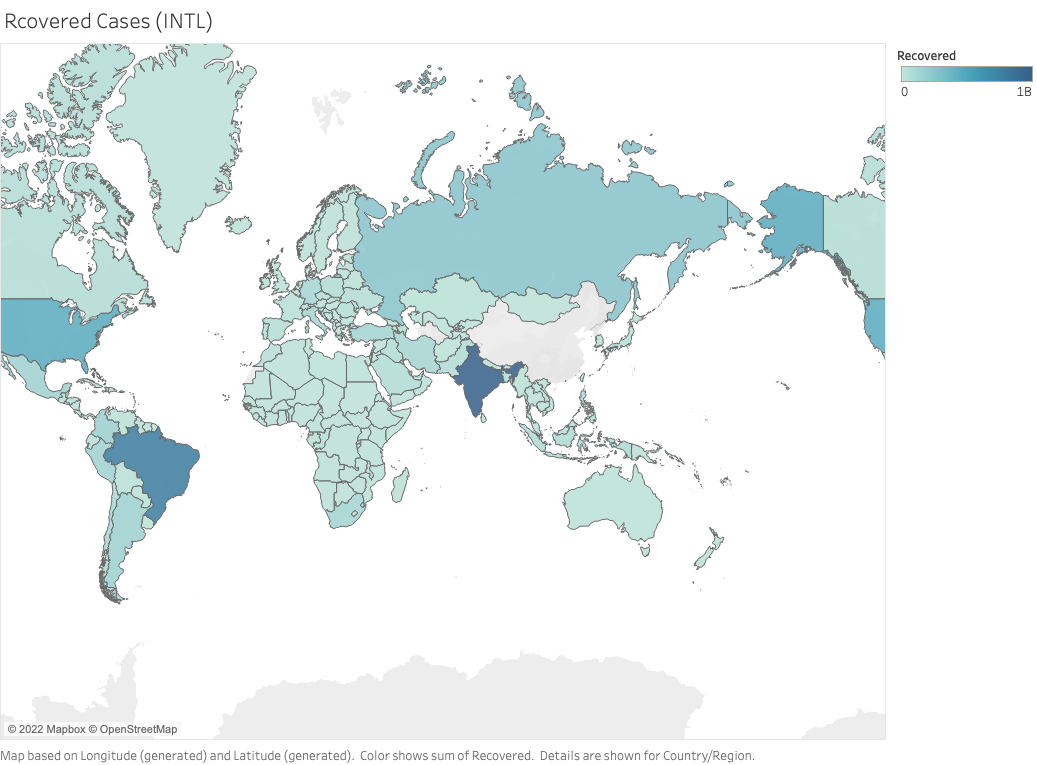 Rcovered Cases (INTL)
Recovered
0 1B
© 2022 Mapbox © OpenStreetMap
Map based on Longitude (generated) and Latitude (generated). Color shows sum of Recovered. Details are shown for Country/Region.